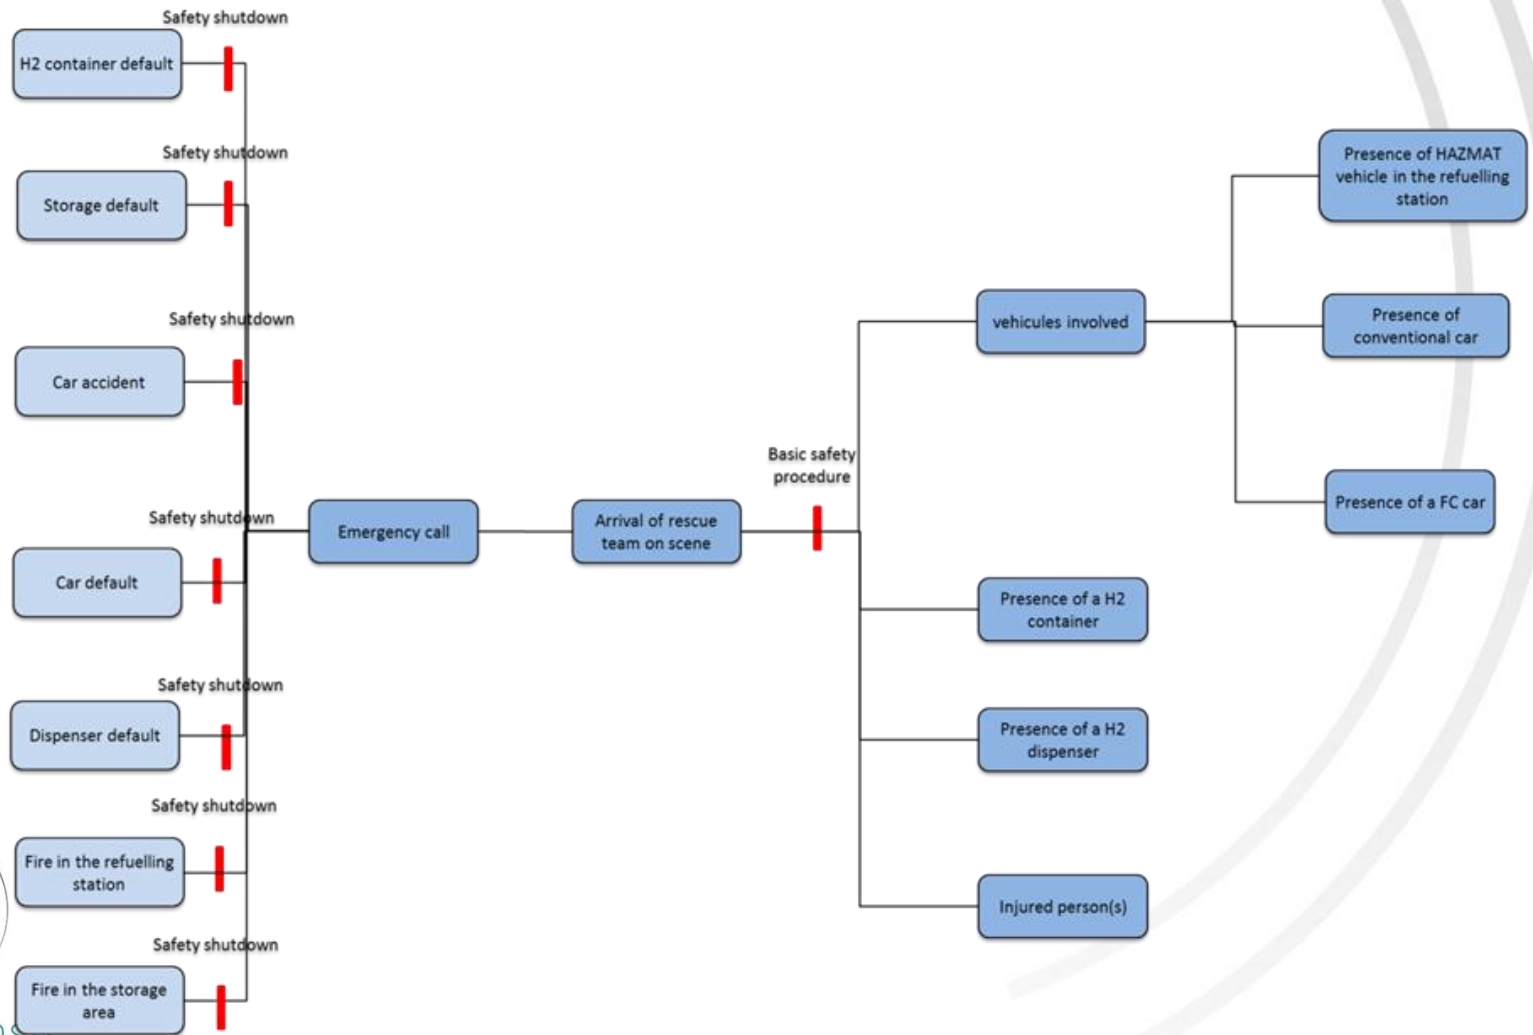 Safety shutdown
H2 container default
Safety shutdown
Storage default
Safety shutdown
Car accident
Safety shutdown
Car default
Safety shutdown
Dispenser default
Safety shutdown
Fire in the refuelling
station
Safety shutdown
Fire in the storage
area
Emergency call
Arrival of rescue
team on scene
Basic safety
procedure
vehicules involved
Presence of a H2
container
Presence of a H2
dispenser
Injured person(s)
Presence of HAZMAT
vehicle in the refuelling
station
Presence of
conventional car
Presence of a FC car